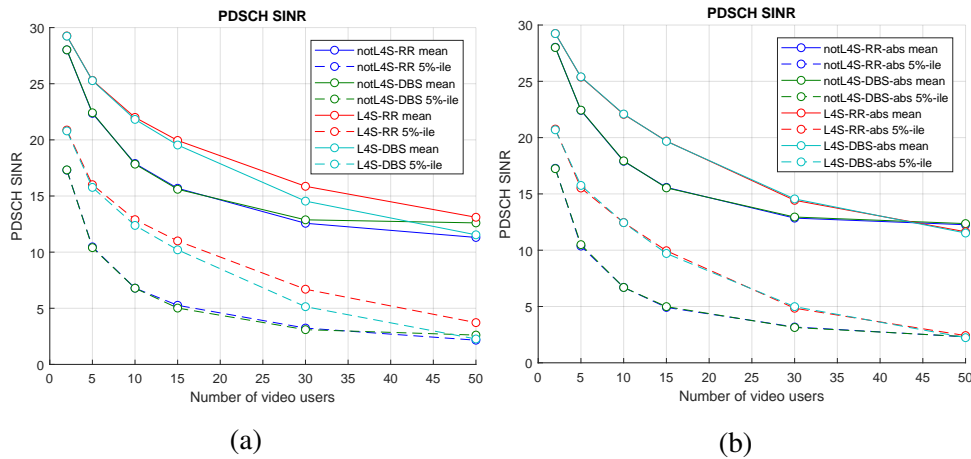 PDSCH SINR
30
25
20
15
10
5
0
PDSCH SINR
notL4S-RR mean
notL4S-RR 5%-ile
notL4S-DBS mean
notL4S-DBS 5%-ile
L4S-RR mean
L4S-RR 5%-ile
L4S-DBS mean
L4S-DBS 5%-ile
0 5 10 15 20 25 30 35 40 45 50
Number of video users
(a)
PDSCH SINR
30
25
20
15
10
5
0
PDSCH SINR
notL4S-RR-abs mean
notL4S-RR-abs 5%-ile
notL4S-DBS-abs mean
notL4S-DBS-abs 5%-ile
L4S-RR-abs mean
L4S-RR-abs 5%-ile
L4S-DBS-abs mean
L4S-DBS-abs 5%-ile
0 5 10 15 20 25 30 35 40 45 50
Number of video users
(b)